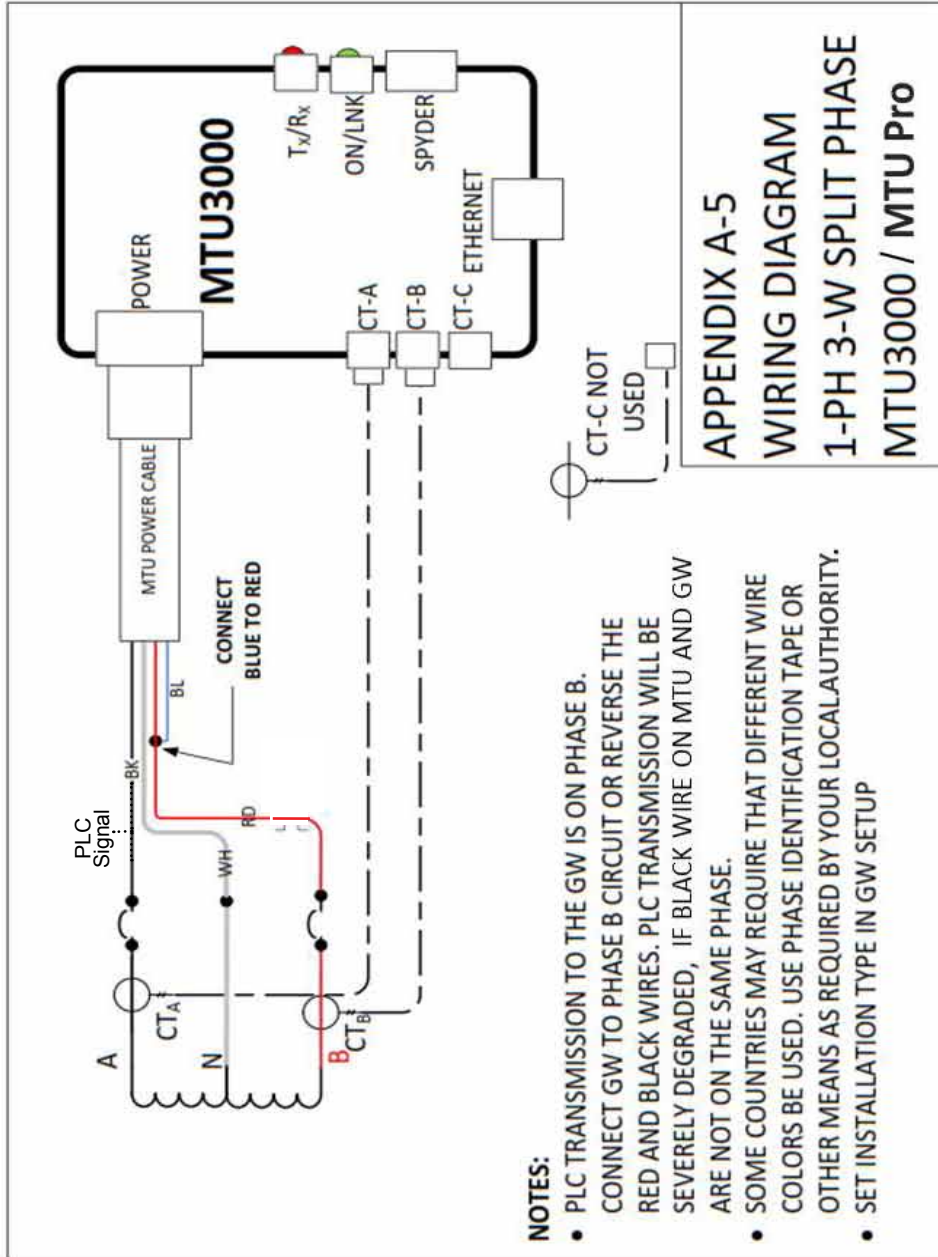 PLC
Signal
BK
WH
RD
BL
A
N
B
CTA
CTB
CONNECT
BLUE TO RED
MTU POWER CABLE
POWER
MTU3000
Tx/Rx
ON/LNK
SPYDER
ETHERNET
CT-A
CT-B
CT-C
CT-C NOT
USED
NOTES:
• PLC TRANSMISSION TO THE GW IS ON PHASE B.
CONNECT GW TO PHASE B CIRCUIT OR REVERSE THE
RED AND BLACK WIRES. PLC TRANSMISSION WILL BE
SEVERELY DEGRADED, IF BLACK WIRE ON MTU AND GW
ARE NOT ON THE SAME PHASE.
• SOME COUNTRIES MAY REQUIRE THAT DIFFERENT WIRE
COLORS BE USED. USE PHASE IDENTIFICATION TAPE OR
OTHER MEANS AS REQUIRED BY YOUR LOCAL AUTHORITY.
• SET INSTALLATION TYPE IN GW SETUP
APPENDIX A-5
WIRING DIAGRAM
1-PH 3-W SPLIT PHASE
MTU3000 / MTU Pro